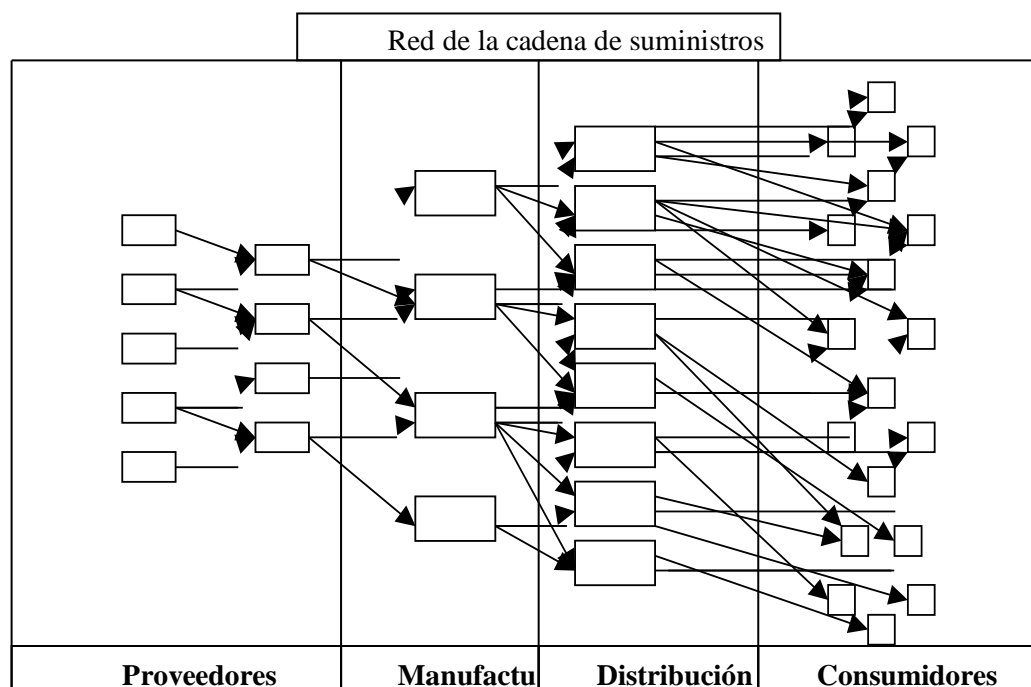 Red de la cadena de suministros
Proveedores Manufactu Distribución Consumidores